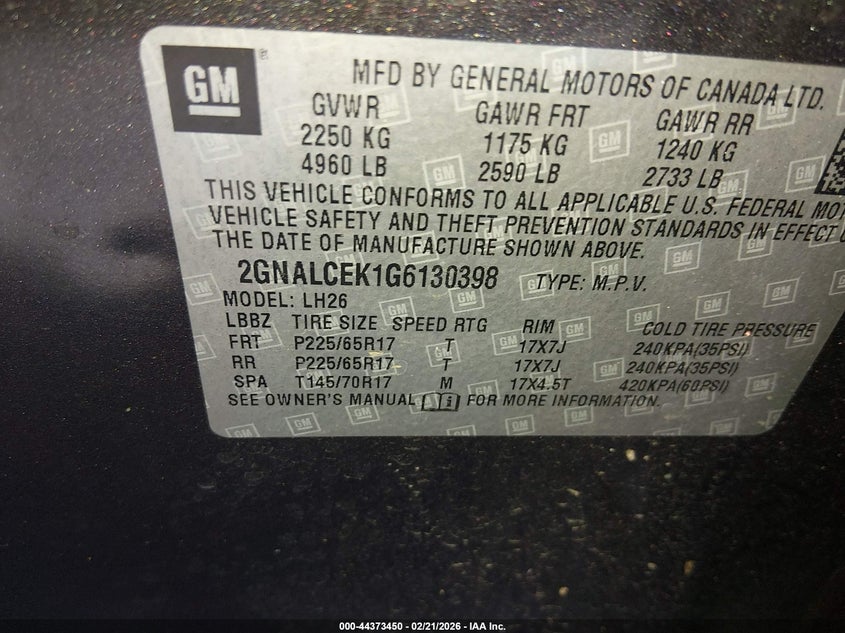 GM
MFD BY GENERAL MOTORS OF CANADA LTD.
GVWR GAWR FRT GAWR RR
2250 KG 1175 KG 1240 KG
4960 LB 2590 LB 2733 LB
THIS VEHICLE CONFORMS TO ALL APPLICABLE U.S. FEDERAL MOT
VEHICLE SAFETY AND THEFT PREVENTION STANDARDS IN EFFECT
THE DATE OF MANUFACTURE SHOWN ABOVE.
2GNALCEK1G6130398 TYPE: M.P.V.
MODEL: LH26
LBBZ TIRE SIZE SPEED RTG RIM COLD TIRE PRESSURE
FRT P225/65R17 T 17X7J 240KPA(35PSI)
RR P225/65R17 T 17X7J 240KPA(35PSI)
SPA T145/70R17 M 17X4.5T 420KPA(60PSI)
SEE OWNER'S MANUAL FOR MORE INFORMATION.
000-44373450 - 02/21/2026 - IAA Inc.